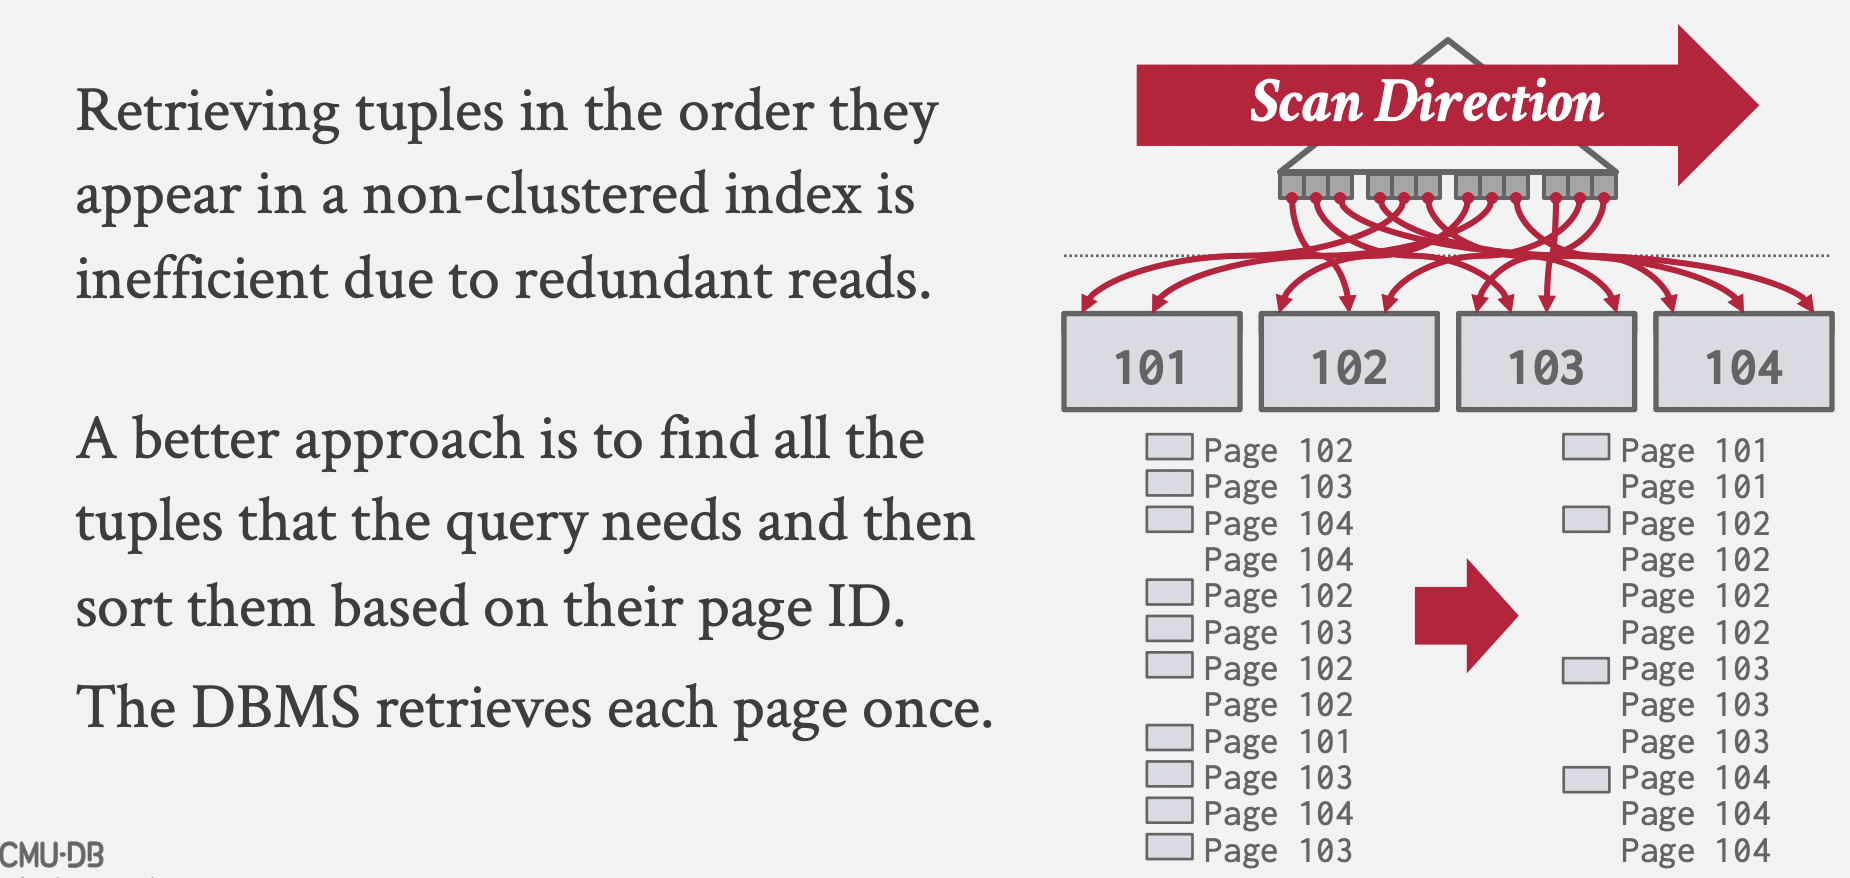 Retrieving tuples in the order they
appear in a non-clustered index is
inefficient due to redundant reads.
A better approach is to find all the
tuples that the query needs and then
sort them based on their page ID.
The DBMS retrieves each page once.
Scan Direction
101
102
103
104
Page 102
Page 103
Page 104
Page 104
Page 102
Page 103
Page 102
Page 102
Page 101
Page 103
Page 104
Page 103
Page 101
Page 101
Page 102
Page 102
Page 102
Page 102
Page 103
Page 103
Page 103
Page 104
Page 104
Page 104
CMU·DB